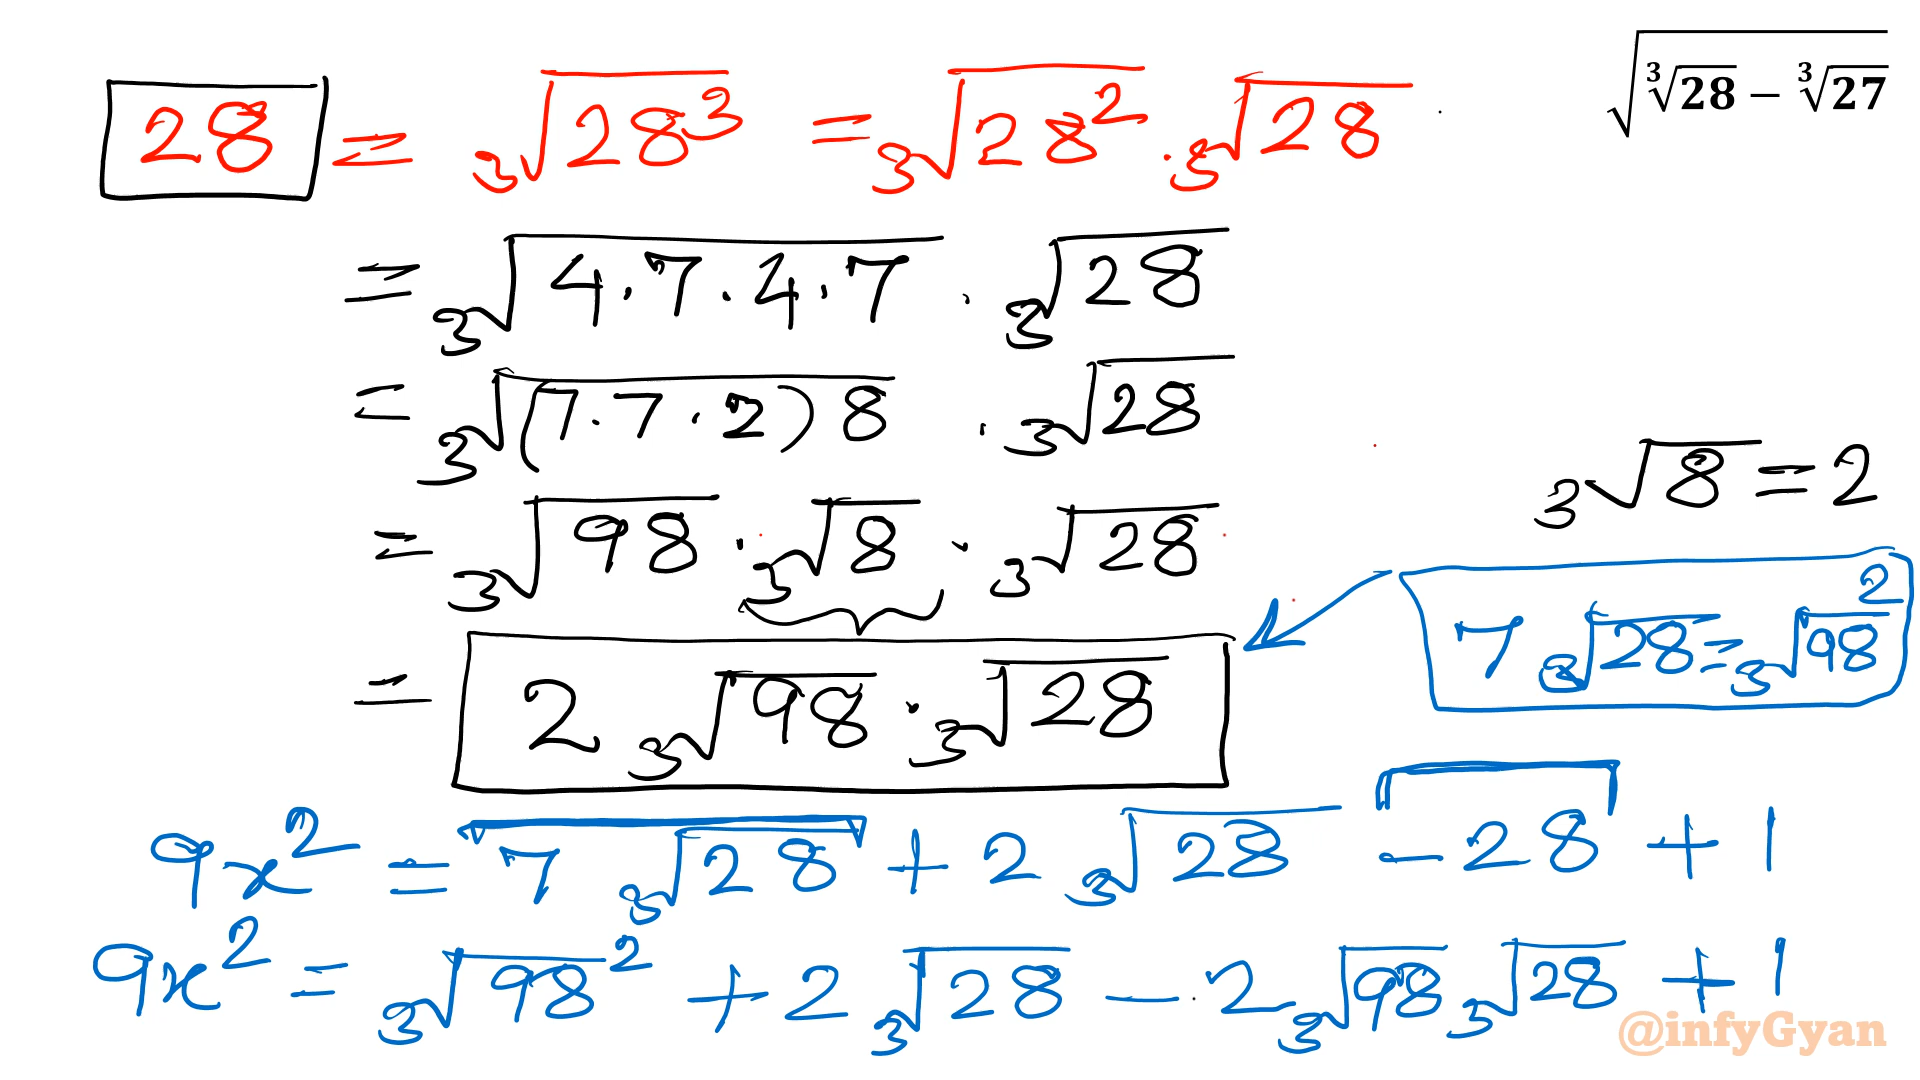 √(∛28 − ∛27)
28 = ∛(28³) = ∛(28²) · ∛28
= ∛(4·7·4·7) · ∛28
= ∛((7·7·2)8) · ∛28
∛8 = 2
= ∛98 · ∛8 · ∛28
7 ∛28 = ∛98²
= 2 ∛98 · ∛28
9x² = 7 ∛28 + 2 ∛28 − 28 + 1
9x² = ∛98² + 2 ∛28 − 2 ∛98 ∛28 + 1
@infyGyan